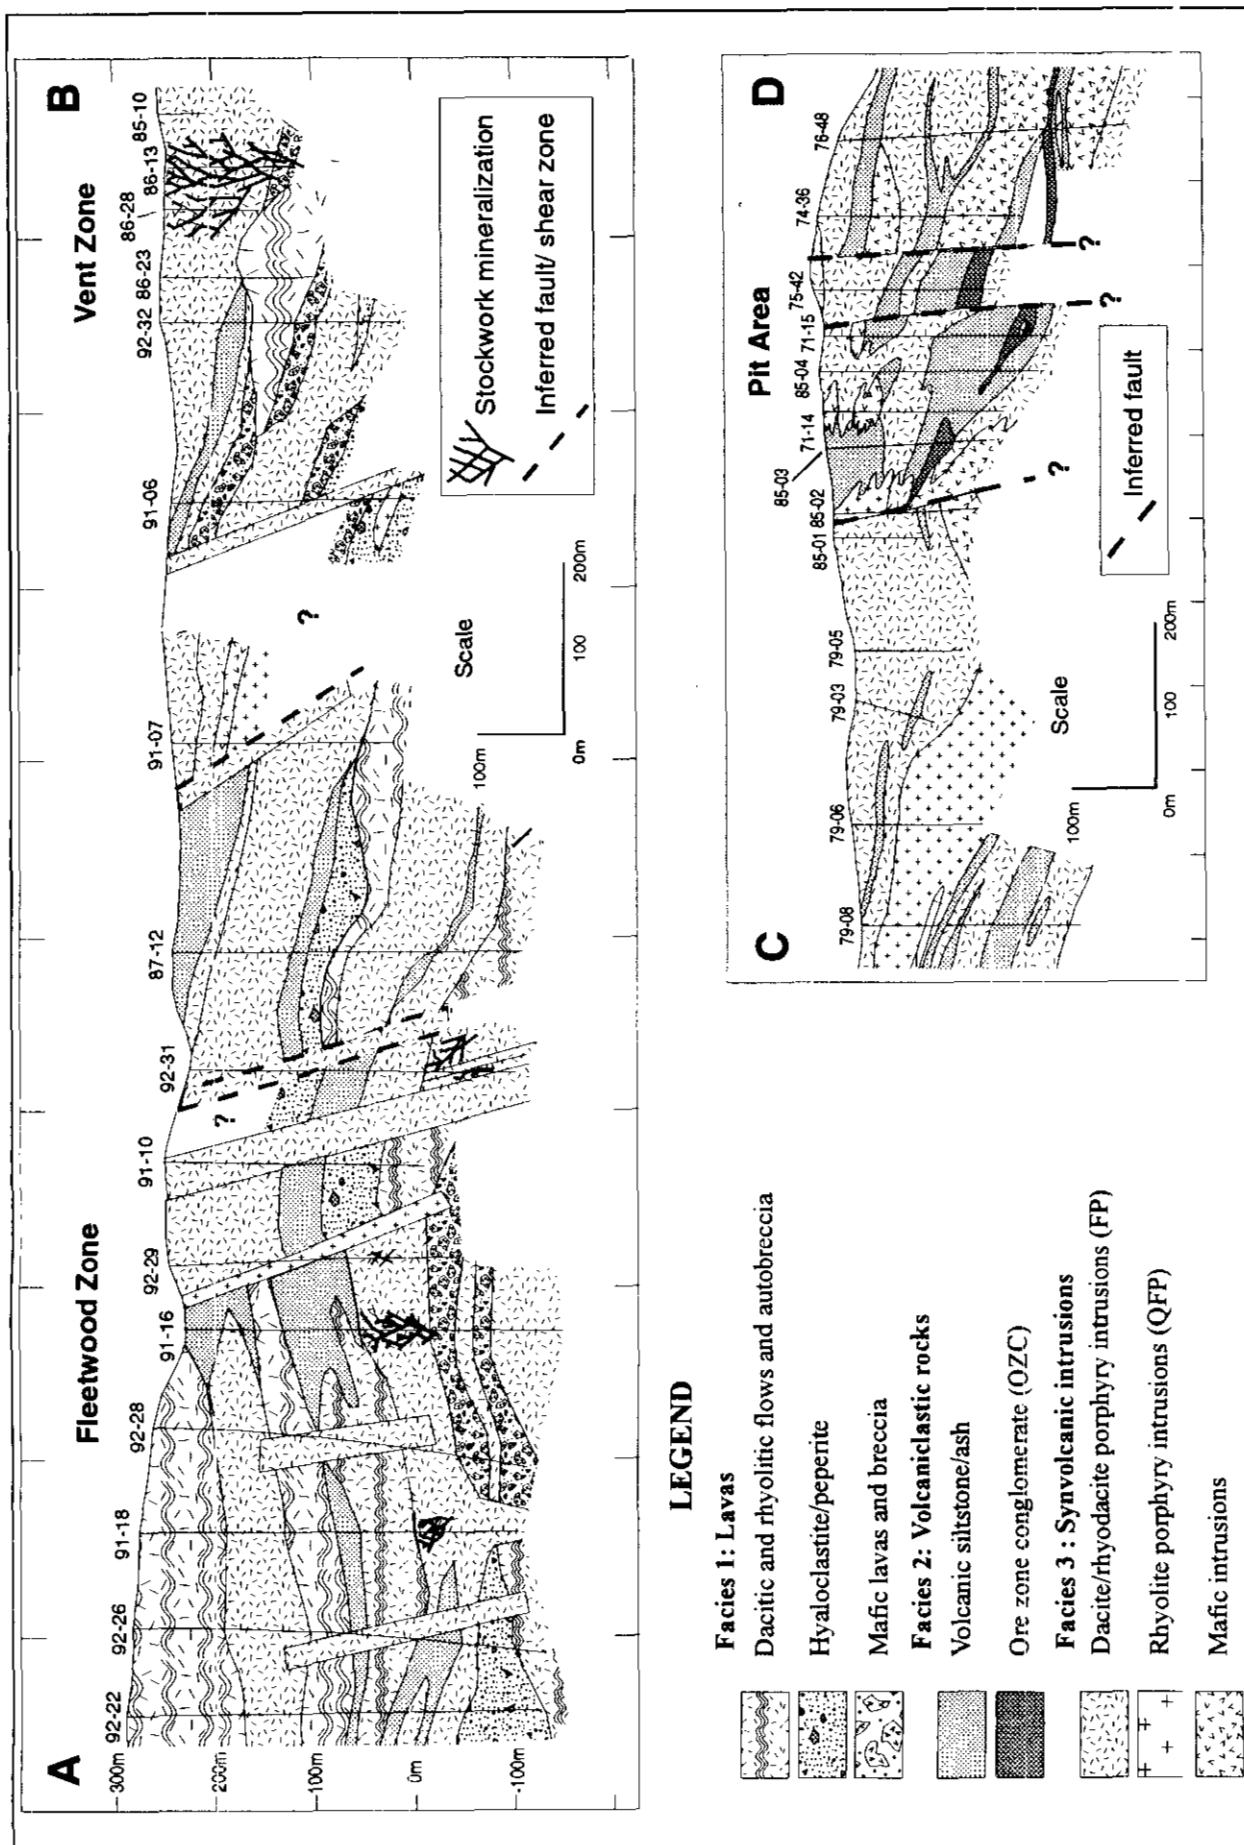 A
Fleetwood Zone
Vent Zone
B
92-22
92-26
91-18
92-28
91-16
92-29
91-10
92-31
87-12
91-07
91-06
92-32
86-23
86-28
86-13
85-10
300m
200m
100m
0m
-100m
?
?
Scale
100m
0m
100
200m
Stockwork mineralization
Inferred fault/ shear zone
C
Pit Area
D
79-08
79-06
79-03
79-05
85-01
85-02
85-03
71-14
85-04
71-15
75-42
74-36
76-48
?
?
?
Scale
100m
0m
100
200m
Inferred fault
LEGEND
Facies 1: Lavas
Dacitic and rhyolitic flows and autobreccia
Hyaloclastite/peperite
Mafic lavas and breccia
Facies 2: Volcaniclastic rocks
Volcanic siltstone/ash
Ore zone conglomerate (OZC)
Facies 3 : Synvolcanic intrusions
Dacite/rhyodacite porphyry intrusions (FP)
Rhyolite porphyry intrusions (QFP)
Mafic intrusions